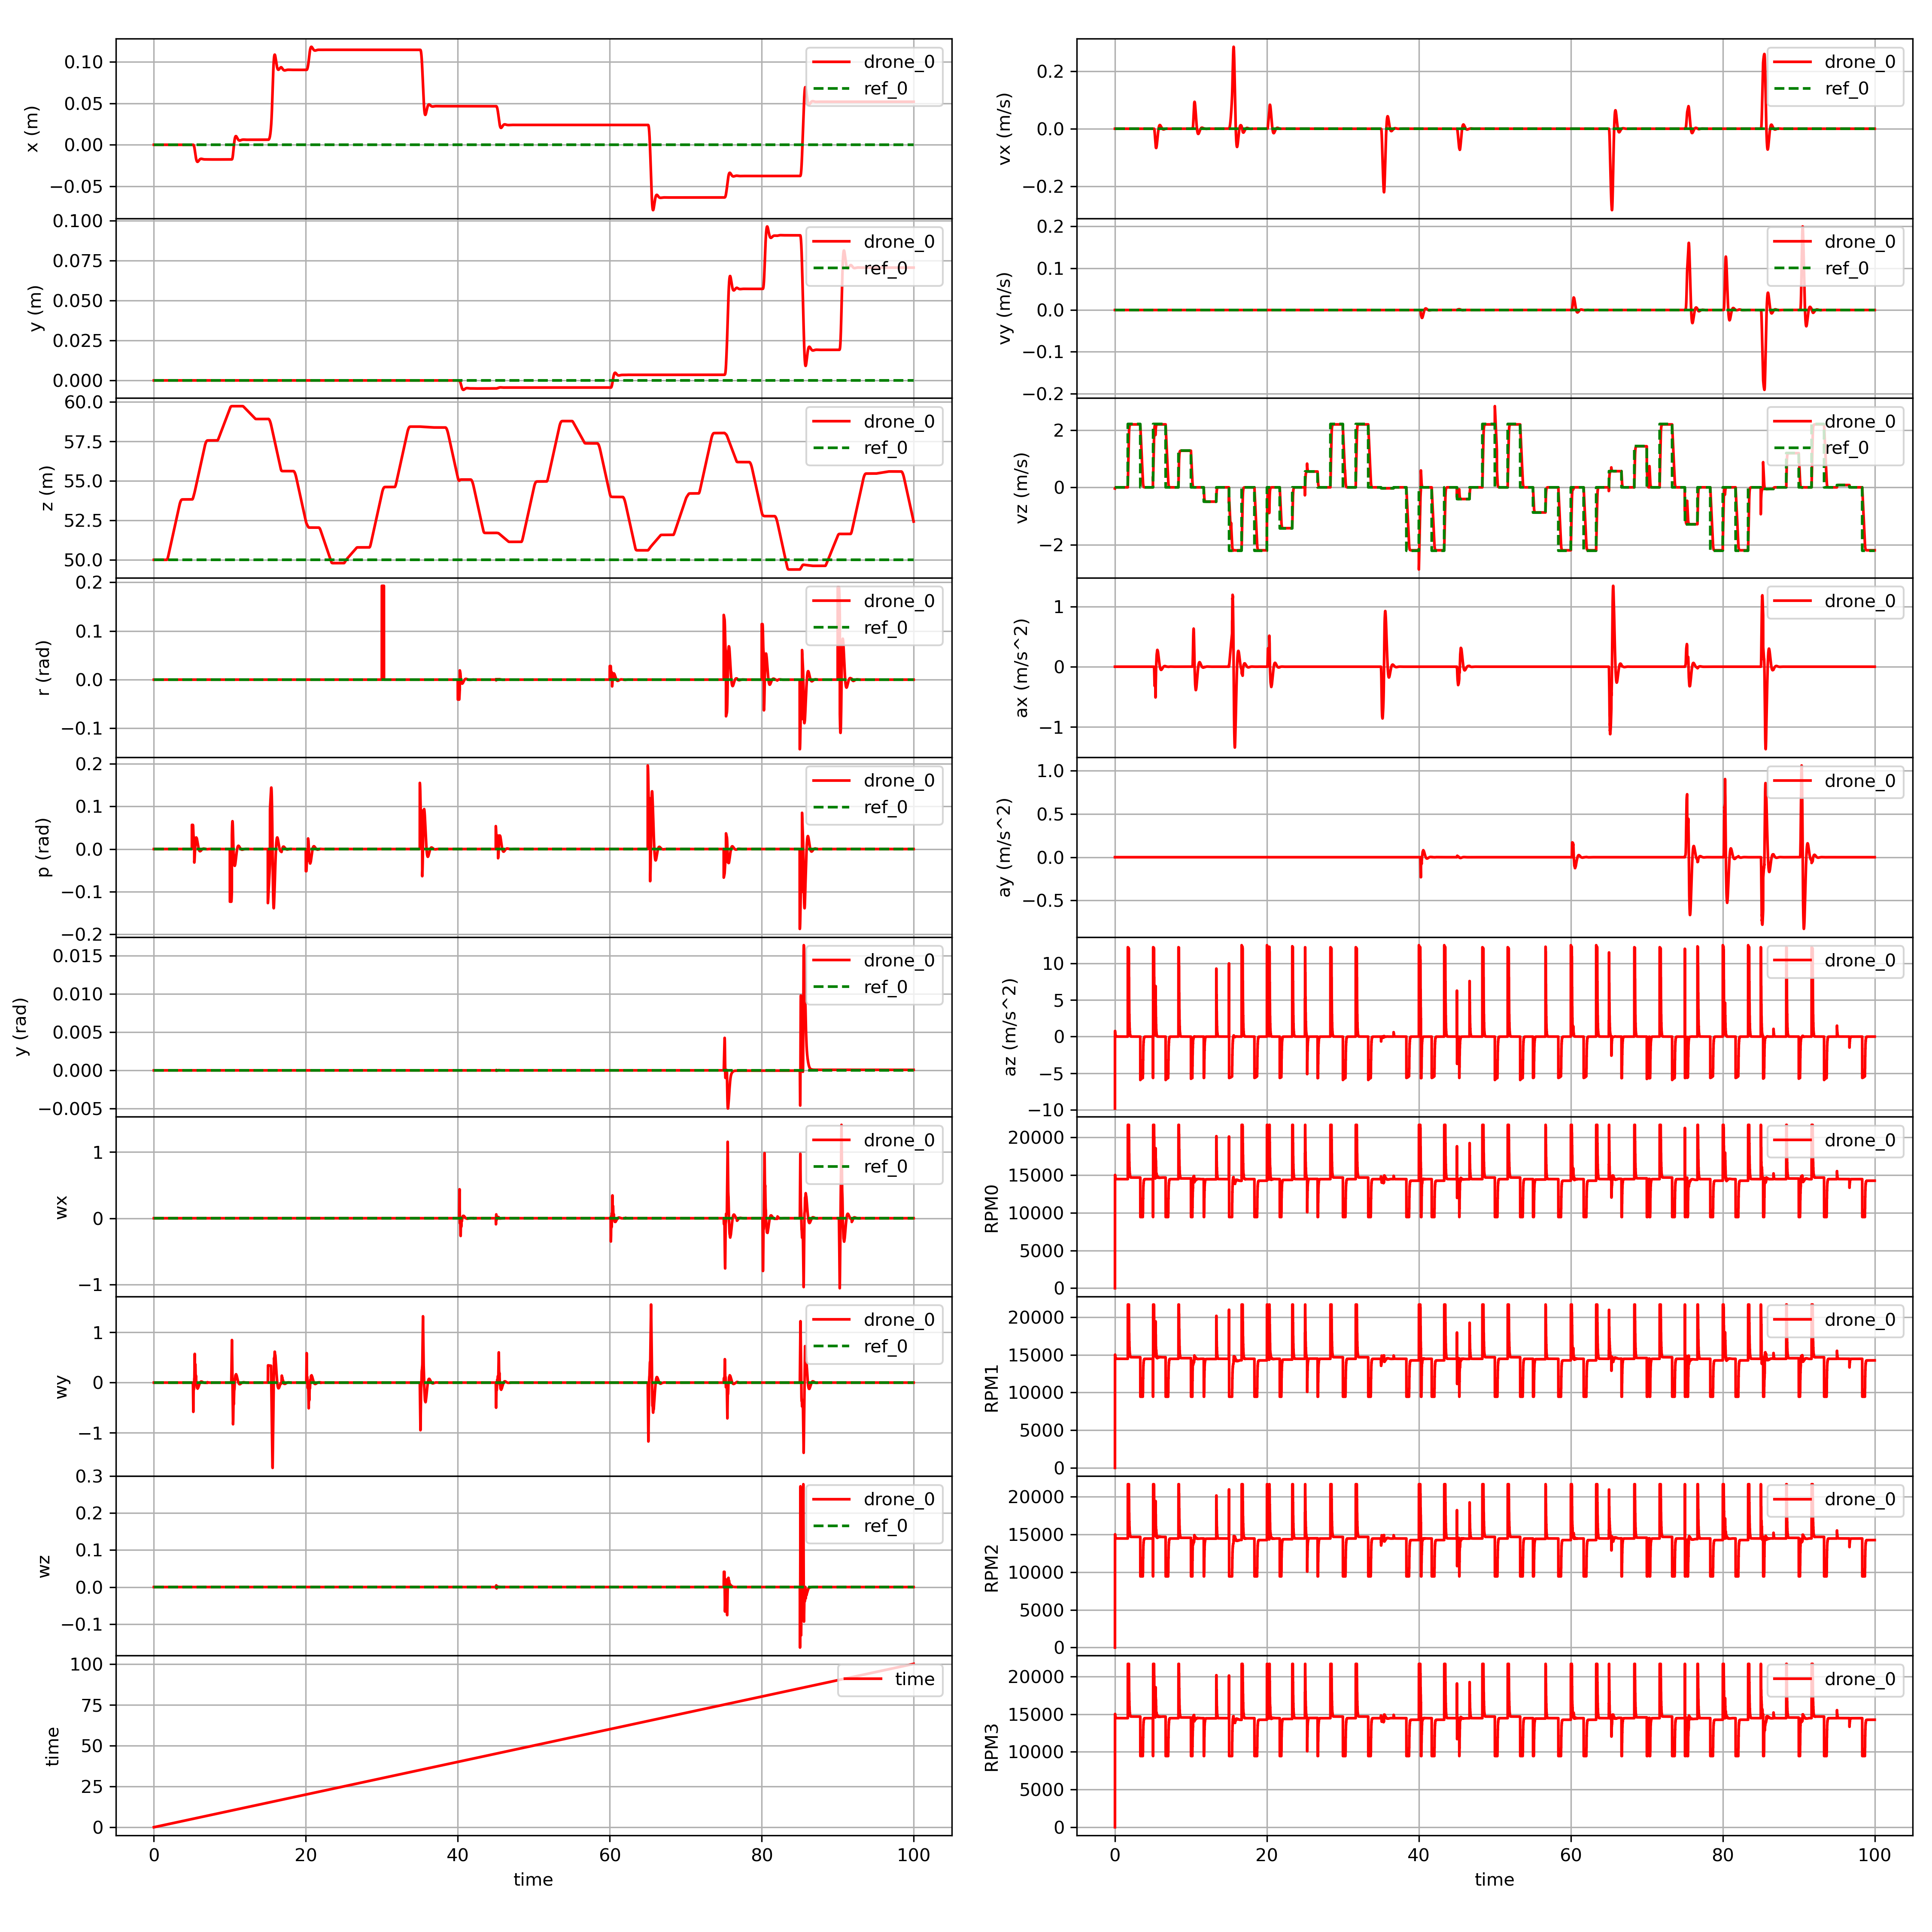 x (m)
0.10
0.05
0.00
−0.05
drone_0
ref_0
y (m)
0.100
0.075
0.050
0.025
0.000
drone_0
ref_0
z (m)
60.0
57.5
55.0
52.5
50.0
drone_0
ref_0
r (rad)
0.2
0.1
0.0
−0.1
drone_0
ref_0
p (rad)
0.2
0.1
0.0
−0.1
−0.2
drone_0
ref_0
y (rad)
0.015
0.010
0.005
0.000
−0.005
drone_0
ref_0
wx
1
0
−1
drone_0
ref_0
wy
1
0
−1
drone_0
ref_0
wz
0.3
0.2
0.1
0.0
−0.1
drone_0
ref_0
time
100
75
50
25
0
time
0 20 40 60 80 100
time
vx (m/s)
0.2
0.0
−0.2
drone_0
ref_0
vy (m/s)
0.2
0.1
0.0
−0.1
−0.2
drone_0
ref_0
vz (m/s)
2
0
−2
drone_0
ref_0
ax (m/s^2)
1
0
−1
drone_0
ay (m/s^2)
1.0
0.5
0.0
−0.5
drone_0
az (m/s^2)
10
5
0
−5
−10
drone_0
RPM0
20000
15000
10000
5000
0
drone_0
RPM1
20000
15000
10000
5000
0
drone_0
RPM2
20000
15000
10000
5000
0
drone_0
RPM3
20000
15000
10000
5000
0
drone_0
0 20 40 60 80 100
time